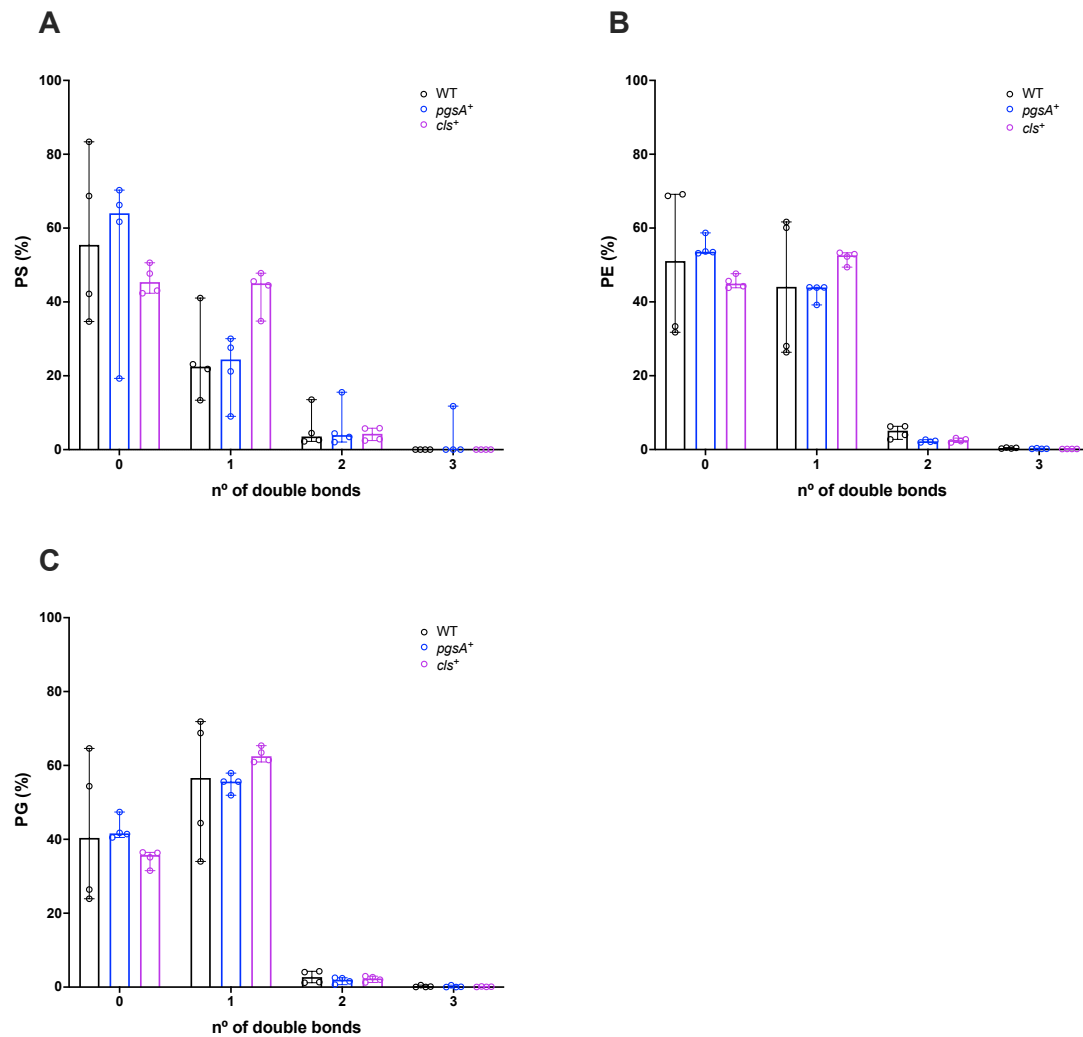 A
PS (%)
100
80
60
40
20
0
WT
pgsA⁺
cls⁺
0 1 2 3
nº of double bonds
B
PE (%)
100
80
60
40
20
0
WT
pgsA⁺
cls⁺
0 1 2 3
nº of double bonds
C
PG (%)
100
80
60
40
20
0
WT
pgsA⁺
cls⁺
0 1 2 3
nº of double bonds